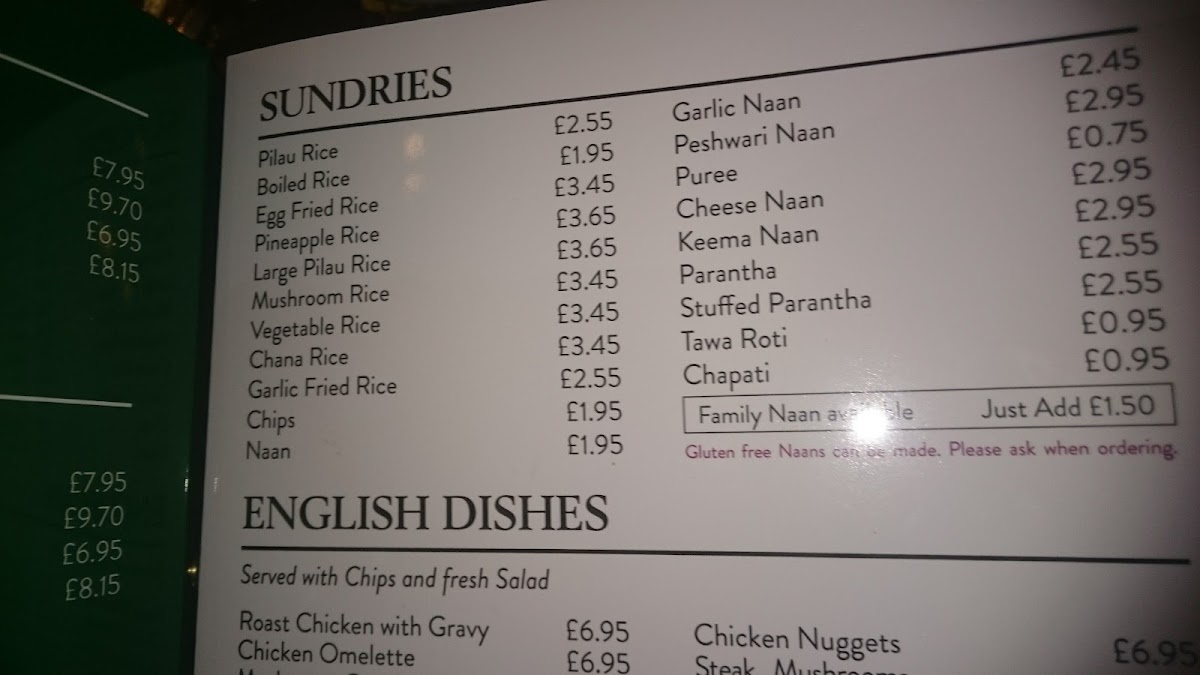 £7.95
£9.70
£6.95
£8.15
£7.95
£9.70
£6.95
£8.15
SUNDRIES
Pilau Rice £2.55
Boiled Rice £1.95
Egg Fried Rice £3.45
Pineapple Rice £3.65
Large Pilau Rice £3.65
Mushroom Rice £3.45
Vegetable Rice £3.45
Chana Rice £3.45
Garlic Fried Rice £2.55
Chips £1.95
Naan £1.95
Garlic Naan £2.45
Peshwari Naan £2.95
Puree £0.75
Cheese Naan £2.95
Keema Naan £2.95
Parantha £2.55
Stuffed Parantha £2.55
Tawa Roti £0.95
Chapati £0.95
Family Naan available Just Add £1.50
Gluten free Naans can be made. Please ask when ordering.
ENGLISH DISHES
Served with Chips and fresh Salad
Roast Chicken with Gravy £6.95
Chicken Omelette £6.95
Chicken Nuggets £6.95
Steak, Mushrooms